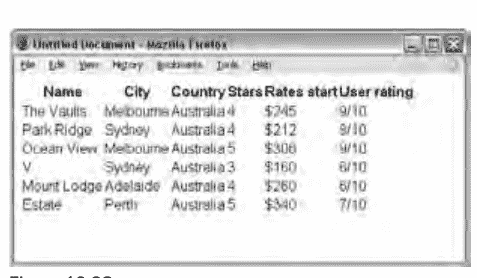 Untitled Document - Mozilla Firefox
File Edit View History Bookmarks Tools Help
Name City Country Stars Rates start User rating
The Vaults Melbourne Australia 4 $245 9/10
Park Ridge Sydney Australia 4 $212
Ocean View Melbourne Australia 5 9/10
V Sydney Australia 3 $160 6/10
Mount Lodge Adelaide Australia 4 $260 6/10
Estate Perth Australia 5 $340 7/10